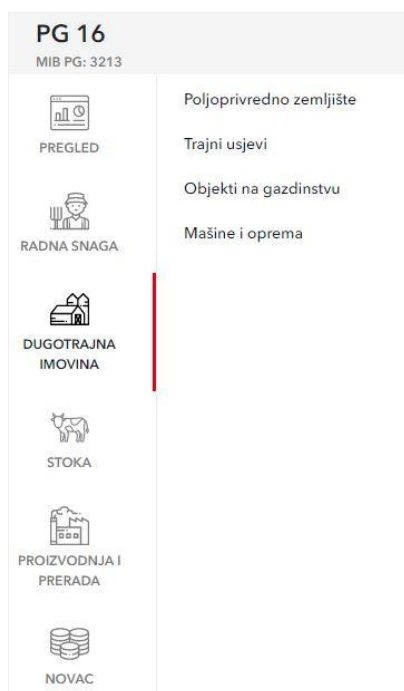 PG 16
MIB PG: 3213
PREGLED
RADNA SNAGA
DUGOTRAJNA
IMOVINA
STOKA
PROIZVODNJA I
PRERADA
NOVAC
Poljoprivredno zemljište
Trajni usjevi
Objekti na gazdinstvu
Mašine i oprema